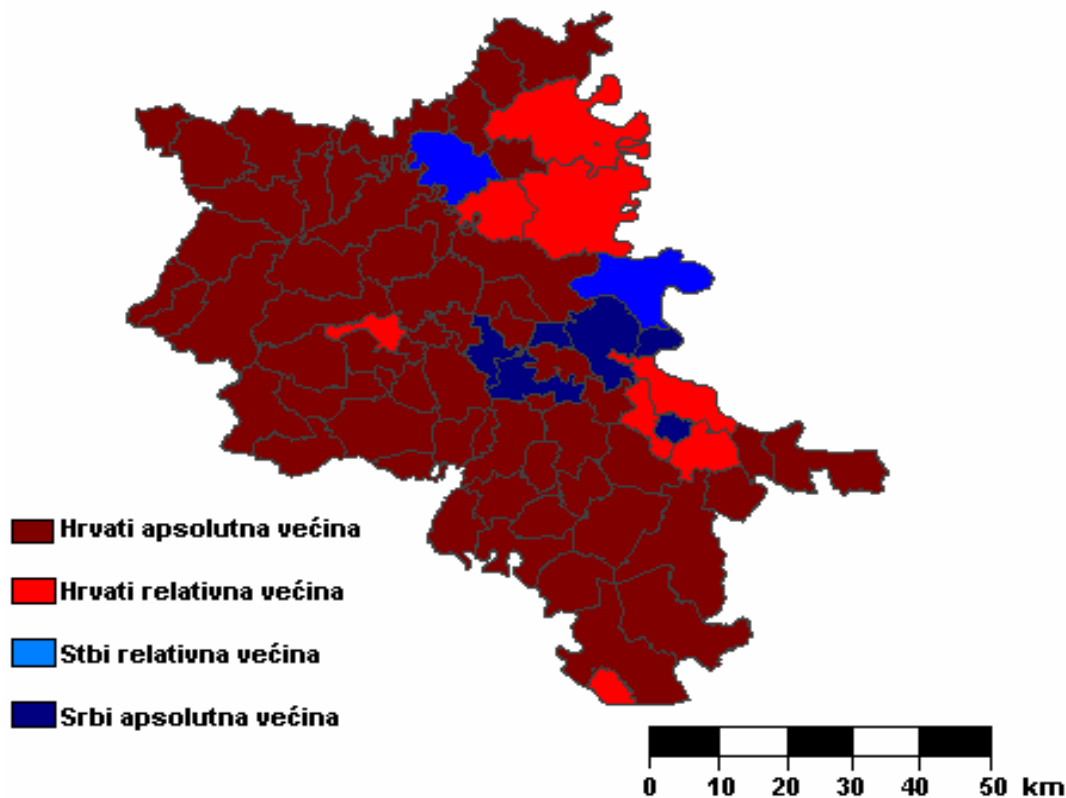 Hrvati apsolutna većina
Hrvati relativna većina
Stbi relativna većina
Srbi apsolutna većina
0 10 20 30 40 50 km